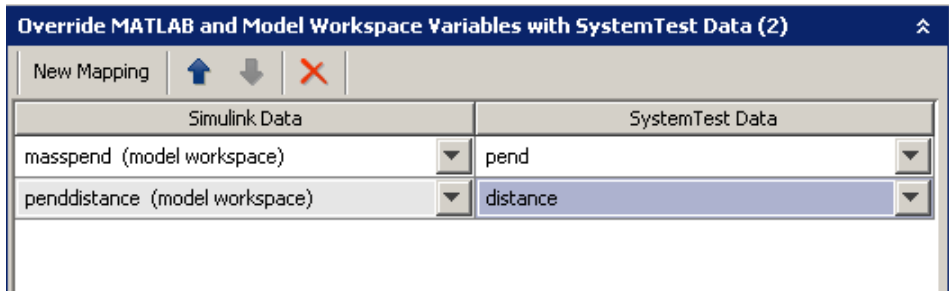 Override MATLAB and Model Workspace Variables with SystemTest Data (2)
New Mapping
Simulink Data SystemTest Data
masspend (model workspace) pend
penddistance (model workspace) distance